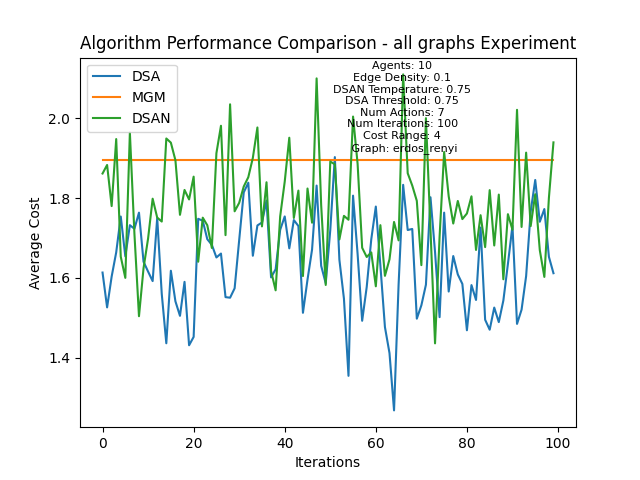 Algorithm Performance Comparison - all graphs Experiment
DSA
MGM
DSAN
Agents: 10
Edge Density: 0.1
DSAN Temperature: 0.75
DSA Threshold: 0.75
Num Actions: 7
Num Iterations: 100
Cost Range: 4
Graph: erdos_renyi
Average Cost
2.0
1.8
1.6
1.4
0 20 40 60 80 100
Iterations